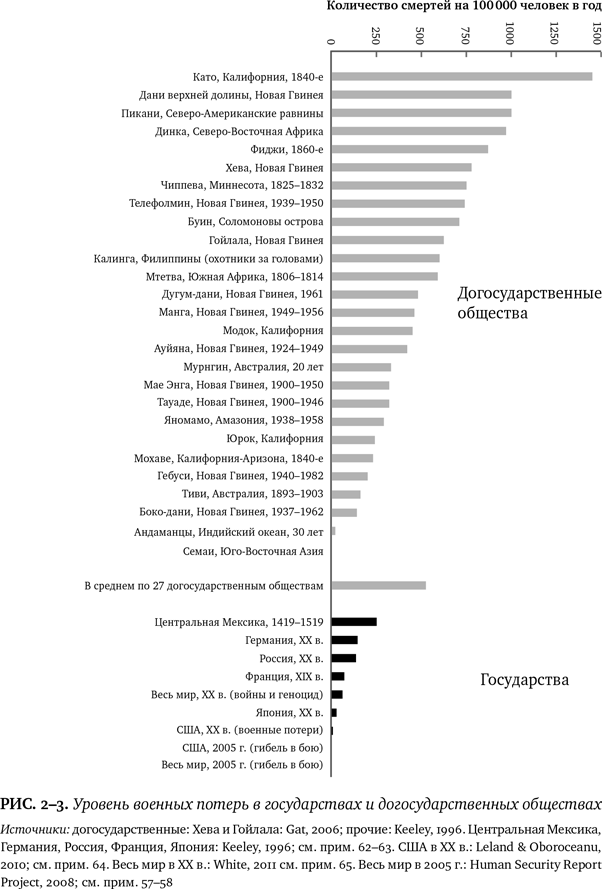 Количество смертей на 100 000 человек в год
0 250 500 750 1000 1250 1500
Като, Калифорния, 1840-е
Дани верхней долины, Новая Гвинея
Пикани, Северо-Американские равнины
Динка, Северо-Восточная Африка
Фиджи, 1860-е
Хева, Новая Гвинея
Чиппева, Миннесота, 1825–1832
Телефолмин, Новая Гвинея, 1939–1950
Буин, Соломоновы острова
Гойлала, Новая Гвинея
Калинга, Филиппины (охотники за головами)
Мтетва, Южная Африка, 1806–1814
Дугум-дани, Новая Гвинея, 1961
Манга, Новая Гвинея, 1949–1956
Модок, Калифорния
Ауйяна, Новая Гвинея, 1924–1949
Мурнгин, Австралия, 20 лет
Мае Энга, Новая Гвинея, 1900–1950
Тауаде, Новая Гвинея, 1900–1946
Яномамо, Амазония, 1938–1958
Юрок, Калифорния
Мохаве, Калифорния-Аризона, 1840-е
Гебуси, Новая Гвинея, 1940–1982
Тиви, Австралия, 1893–1903
Боко-дани, Новая Гвинея, 1937–1962
Андаманцы, Индийский океан, 30 лет
Семаи, Юго-Восточная Азия
Догосударственные
общества
В среднем по 27 догосударственным обществам
Центральная Мексика, 1419–1519
Германия, XX в.
Россия, XX в.
Франция, XIX в.
Весь мир, XX в. (войны и геноцид)
Япония, XX в.
США, XX в. (военные потери)
США, 2005 г. (гибель в бою)
Весь мир, 2005 г. (гибель в бою)
Государства
РИС. 2–3. Уровень военных потерь в государствах и догосударственных обществах
Источники: догосударственные: Хева и Гойлала: Gat, 2006; прочие: Keeley, 1996. Центральная Мексика,
Германия, Россия, Франция, Япония: Keeley, 1996; см. прим. 62–63. США в XX в.: Leland & Oboroceanu,
2010; см. прим. 64. Весь мир в XX в.: White, 2011 см. прим. 65. Весь мир в 2005 г.: Human Security Report
Project, 2008; см. прим. 57–58